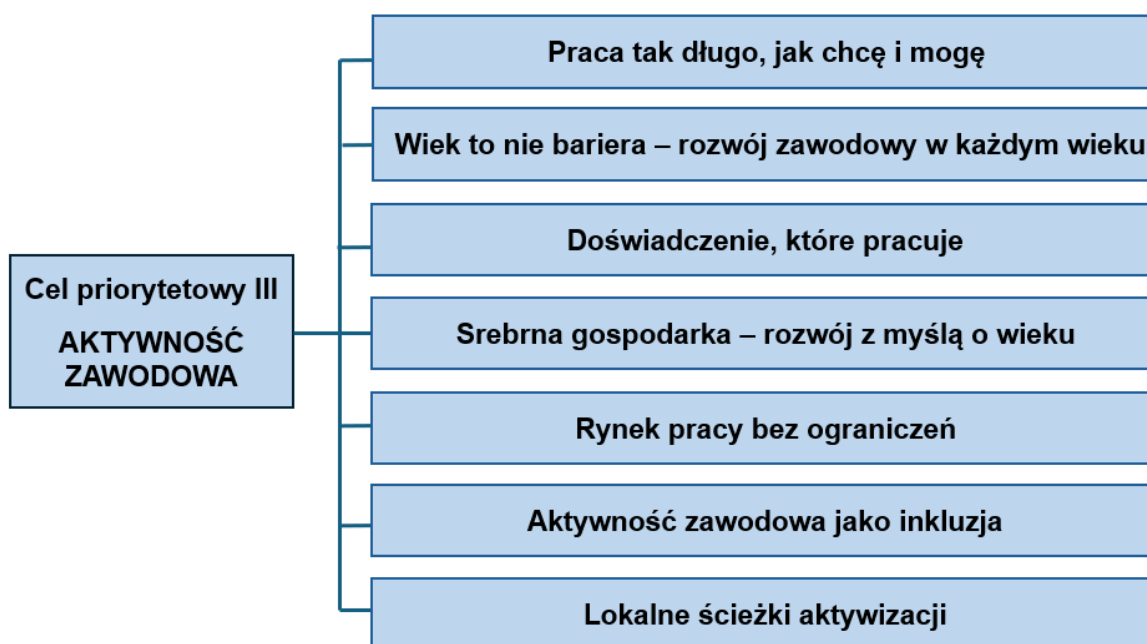 Praca tak długo, jak chcę i mogę
Wiek to nie bariera – rozwój zawodowy w każdym wieku
Doświadczenie, które pracuje
Cel priorytetowy III
AKTYWNOŚĆ
ZAWODOWA
Srebrna gospodarka – rozwój z myślą o wieku
Rynek pracy bez ograniczeń
Aktywność zawodowa jako inkluzja
Lokalne ścieżki aktywizacji